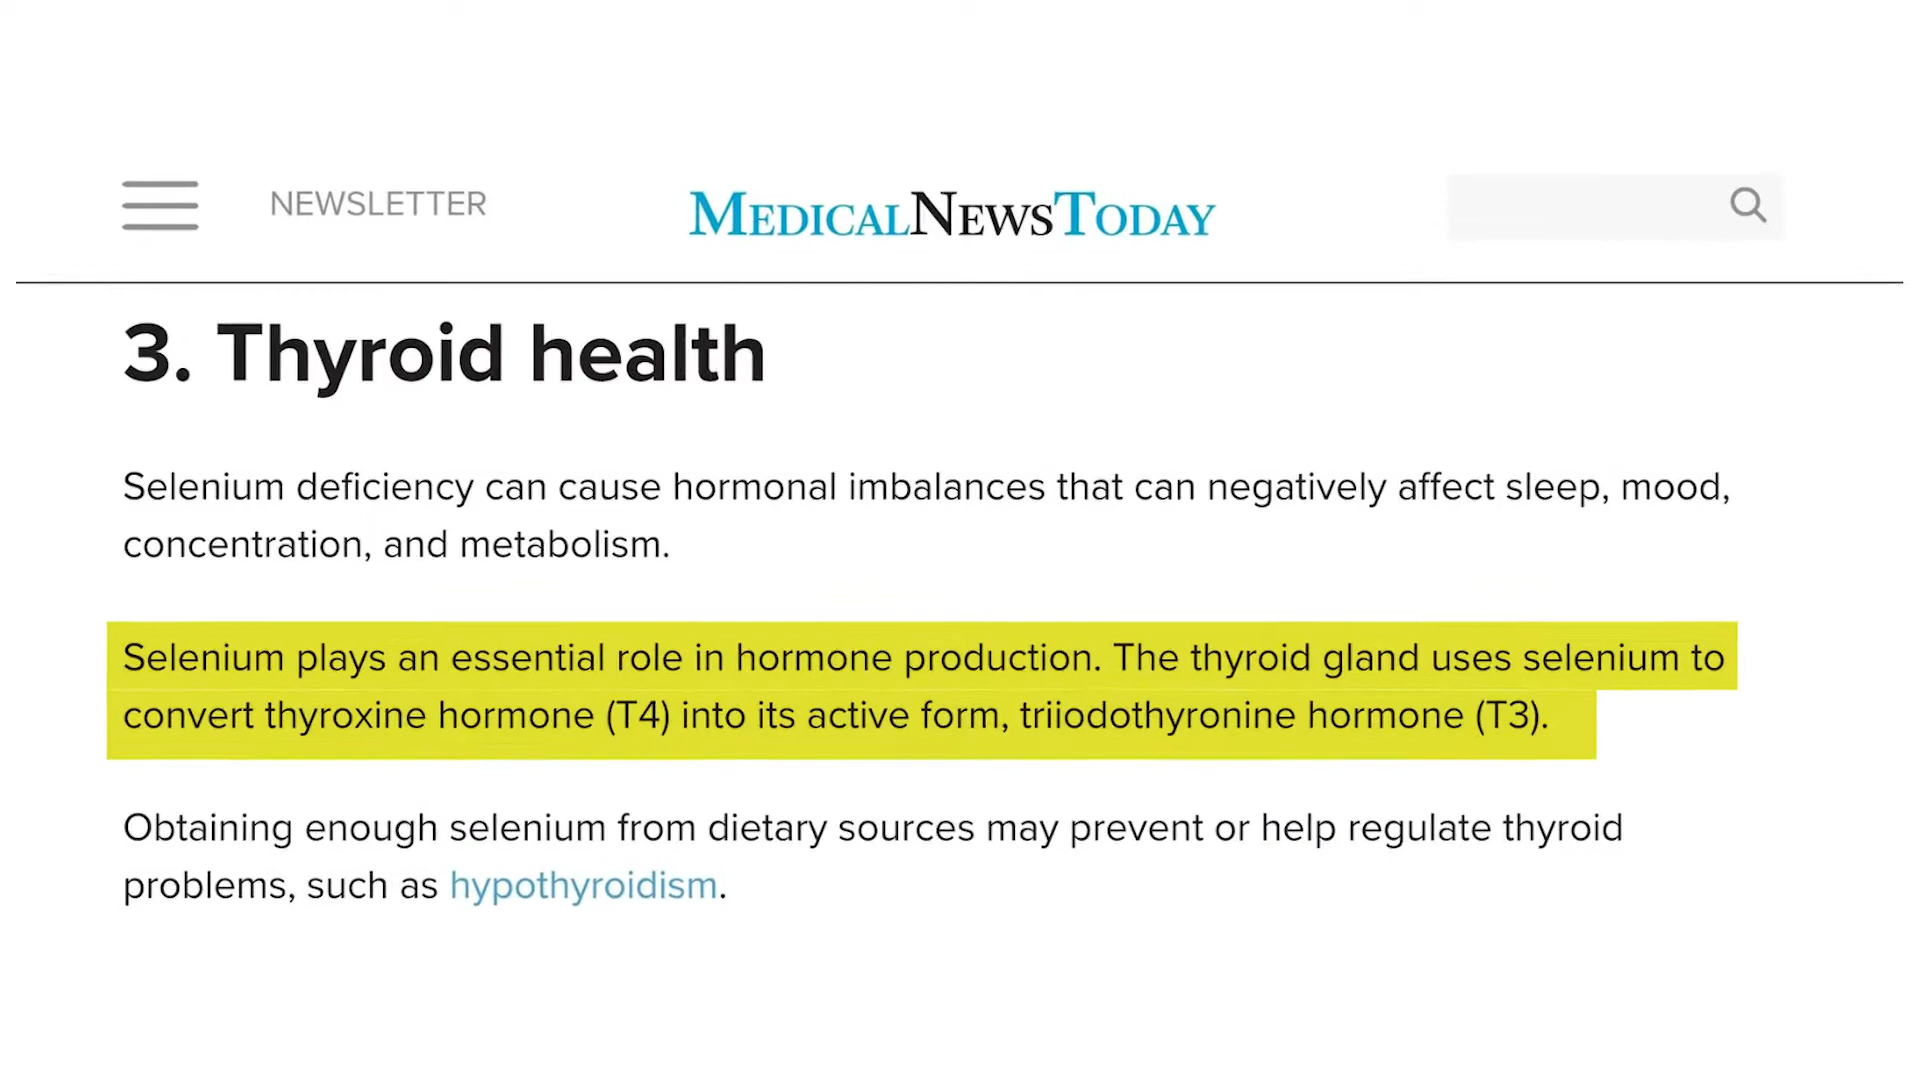 NEWSLETTER
MEDICALNEWSTODAY
3. Thyroid health
Selenium deficiency can cause hormonal imbalances that can negatively affect sleep, mood,
concentration, and metabolism.
Selenium plays an essential role in hormone production. The thyroid gland uses selenium to
convert thyroxine hormone (T4) into its active form, triiodothyronine hormone (T3).
Obtaining enough selenium from dietary sources may prevent or help regulate thyroid
problems, such as hypothyroidism.